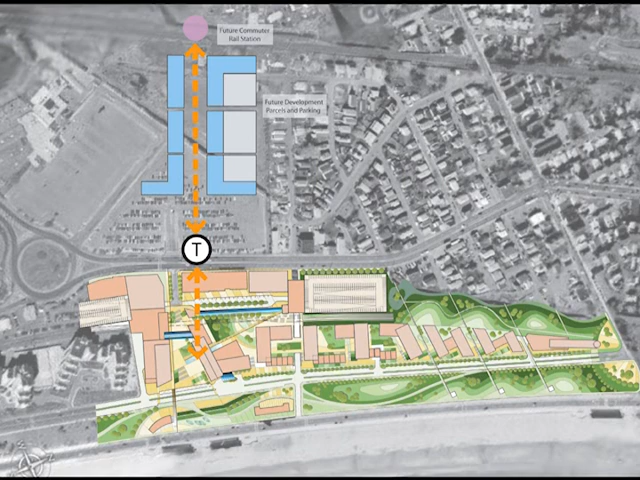 Future Commuter
Rail Station
Future Development
Parcels and Parking
T